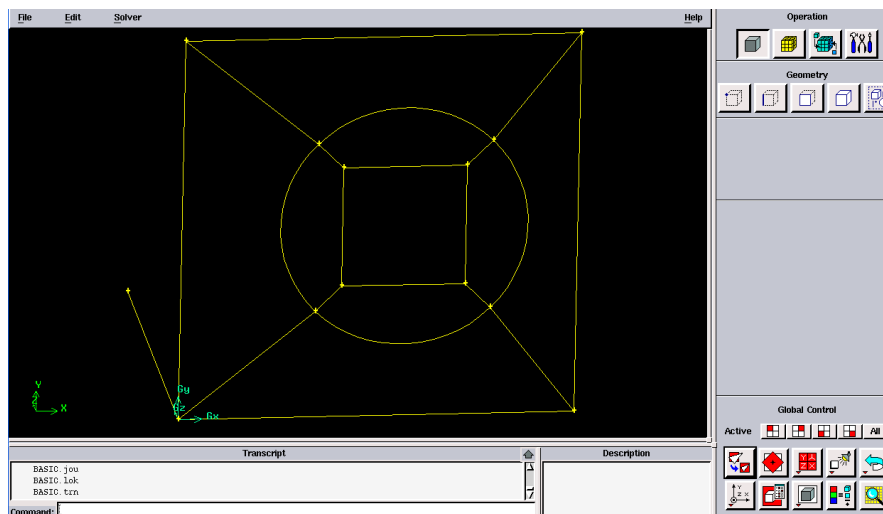 File Edit Solver Help
Operation
Geometry
Y
Z
X
Gy
Gz
Gx
Global Control
Active All
Transcript Description
BASIC.jou
BASIC.lok
BASIC.trn
Command: